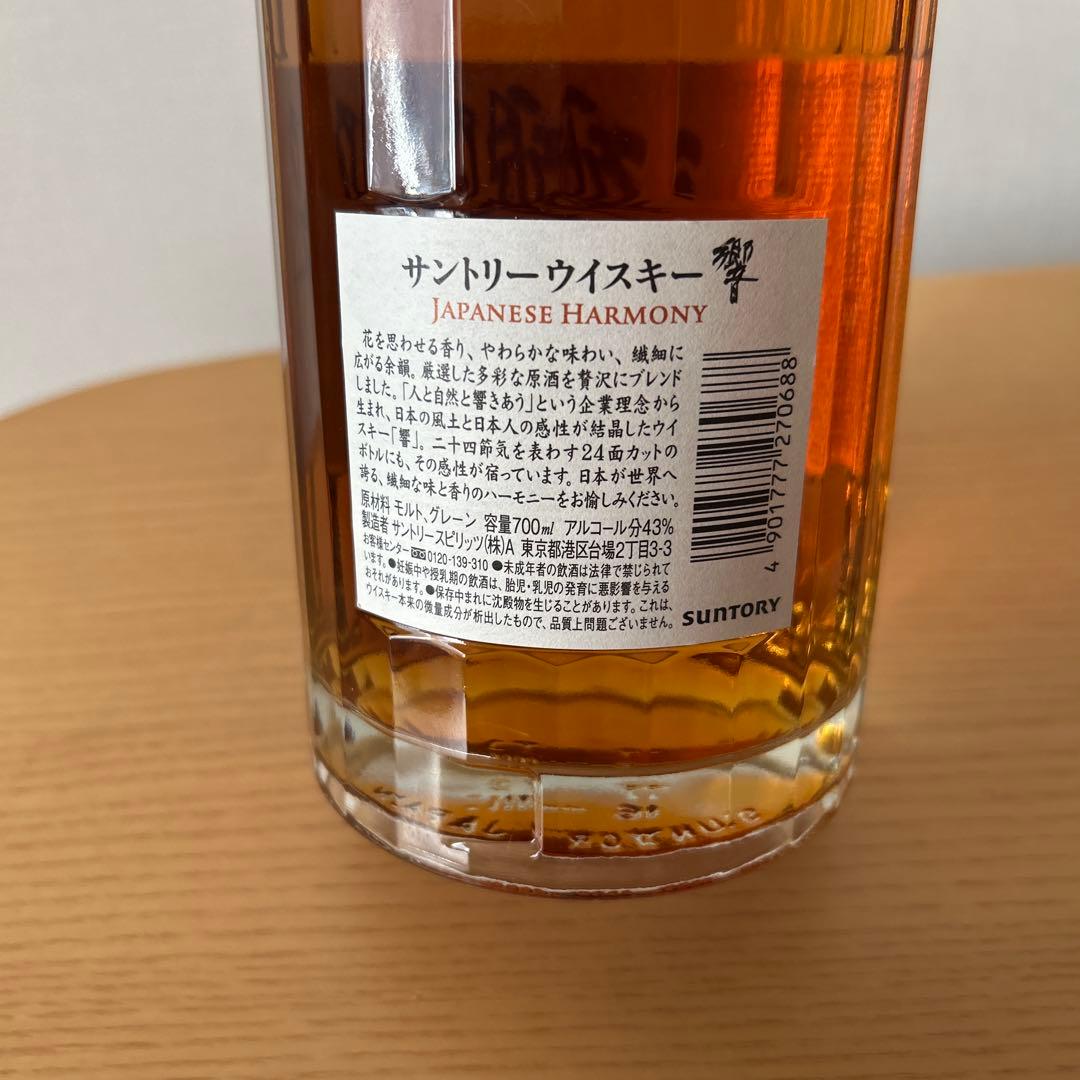 サントリーウイスキー 響
JAPANESE HARMONY
花を思わせる香り、やわらかな味わい、繊細に
広がる余韻。厳選した多彩な原酒を贅沢にブレンド
しました。「人と自然と響きあう」という企業理念から
生まれ、日本の風土と日本人の感性が結晶したウイ
スキー「響」。二十四節気を表わす24面カットの
ボトルにも、その感性が宿っています。日本が世界へ
誇る、繊細な味と香りのハーモニーをお愉しみください。
原材料 モルト、グレーン 容量700ml アルコール分43%
製造者 サントリースピリッツ(株)A 東京都港区台場2丁目3-3
お客様センター 0120-139-310 ●未成年者の飲酒は法律で禁じられて
います。●妊娠中や授乳期の飲酒は、胎児・乳児の発育に悪影響を与える
おそれがあります。●保存中まれに沈殿物を生じることがあります。これは、
ウイスキー本来の微量成分が析出したもので、品質上問題ございません。
SUNTORY
4 901777 270688